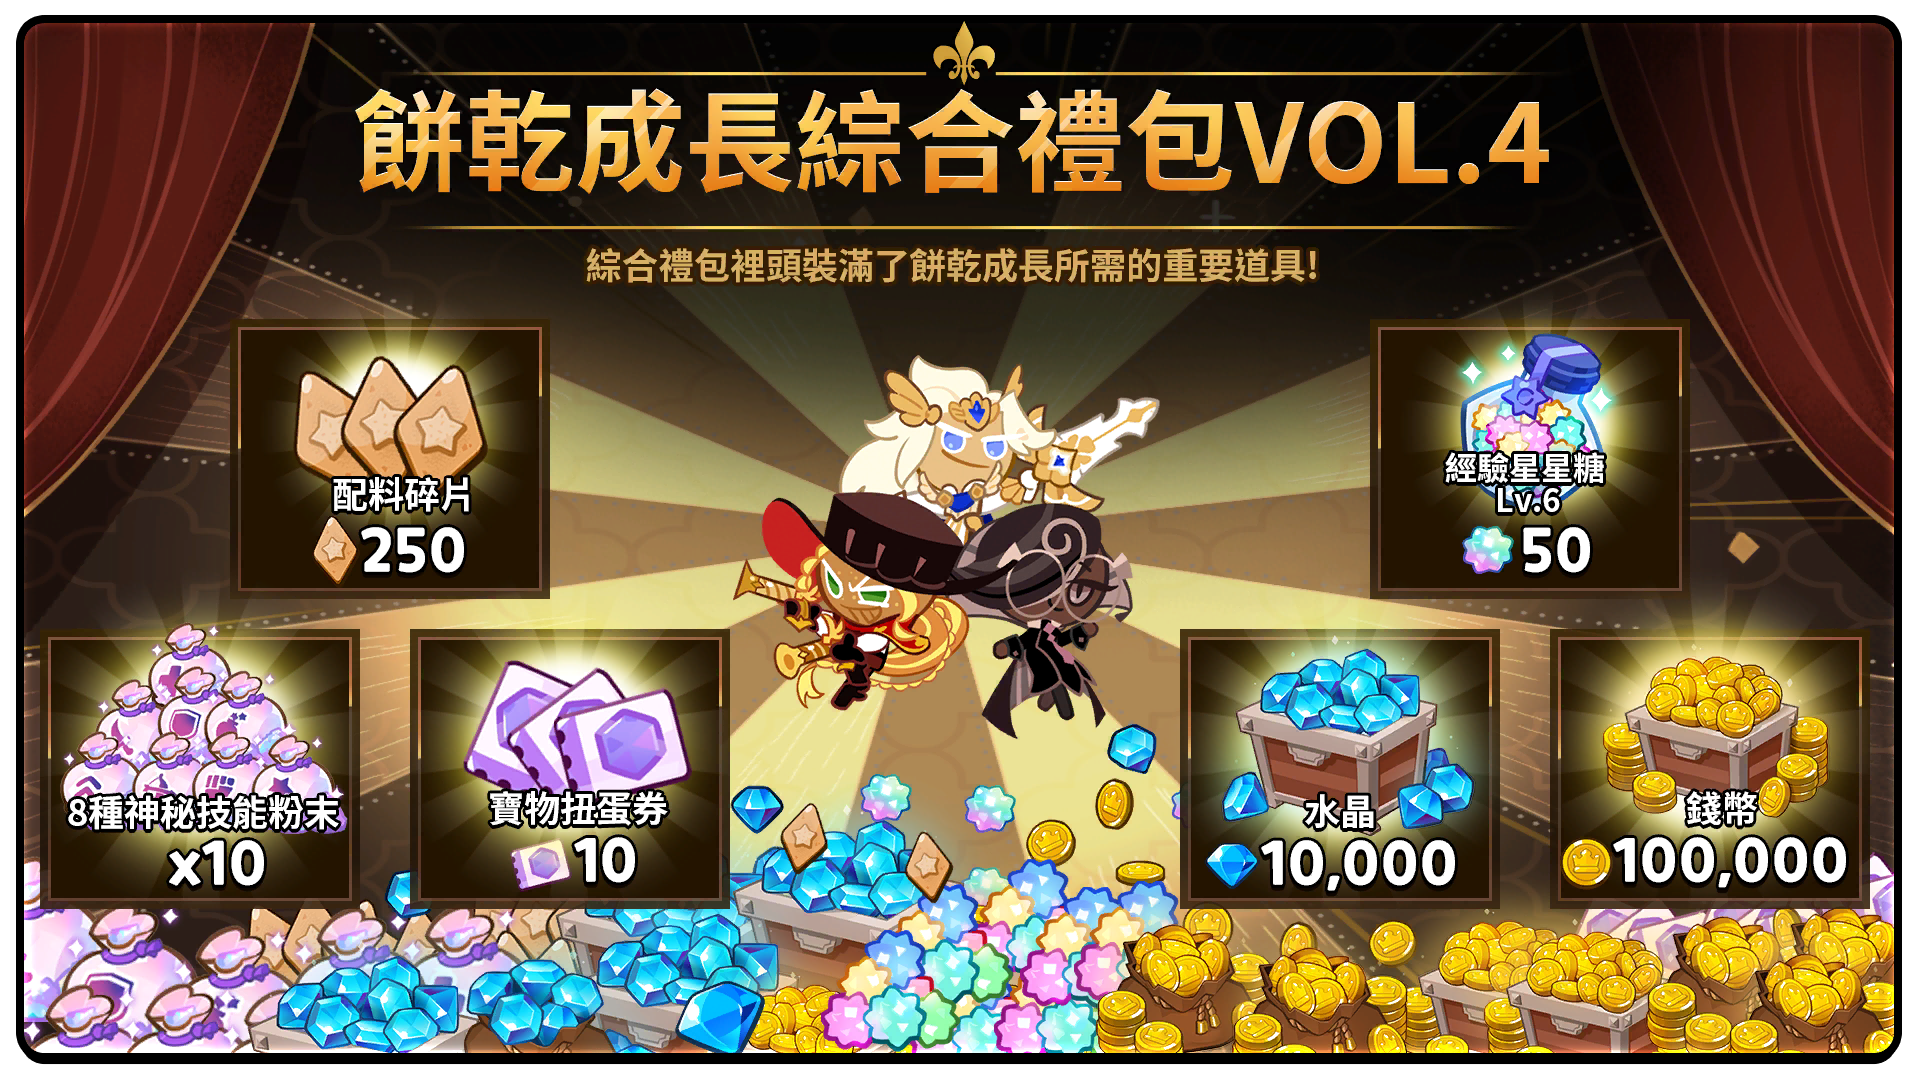 餅乾成長綜合禮包VOL.4
綜合禮包裡頭裝滿了餅乾成長所需的重要道具!
配料碎片
250
經驗星星糖
Lv.6
50
8種神秘技能粉末
x10
寶物扭蛋券
10
水晶
10,000
錢幣
100,000